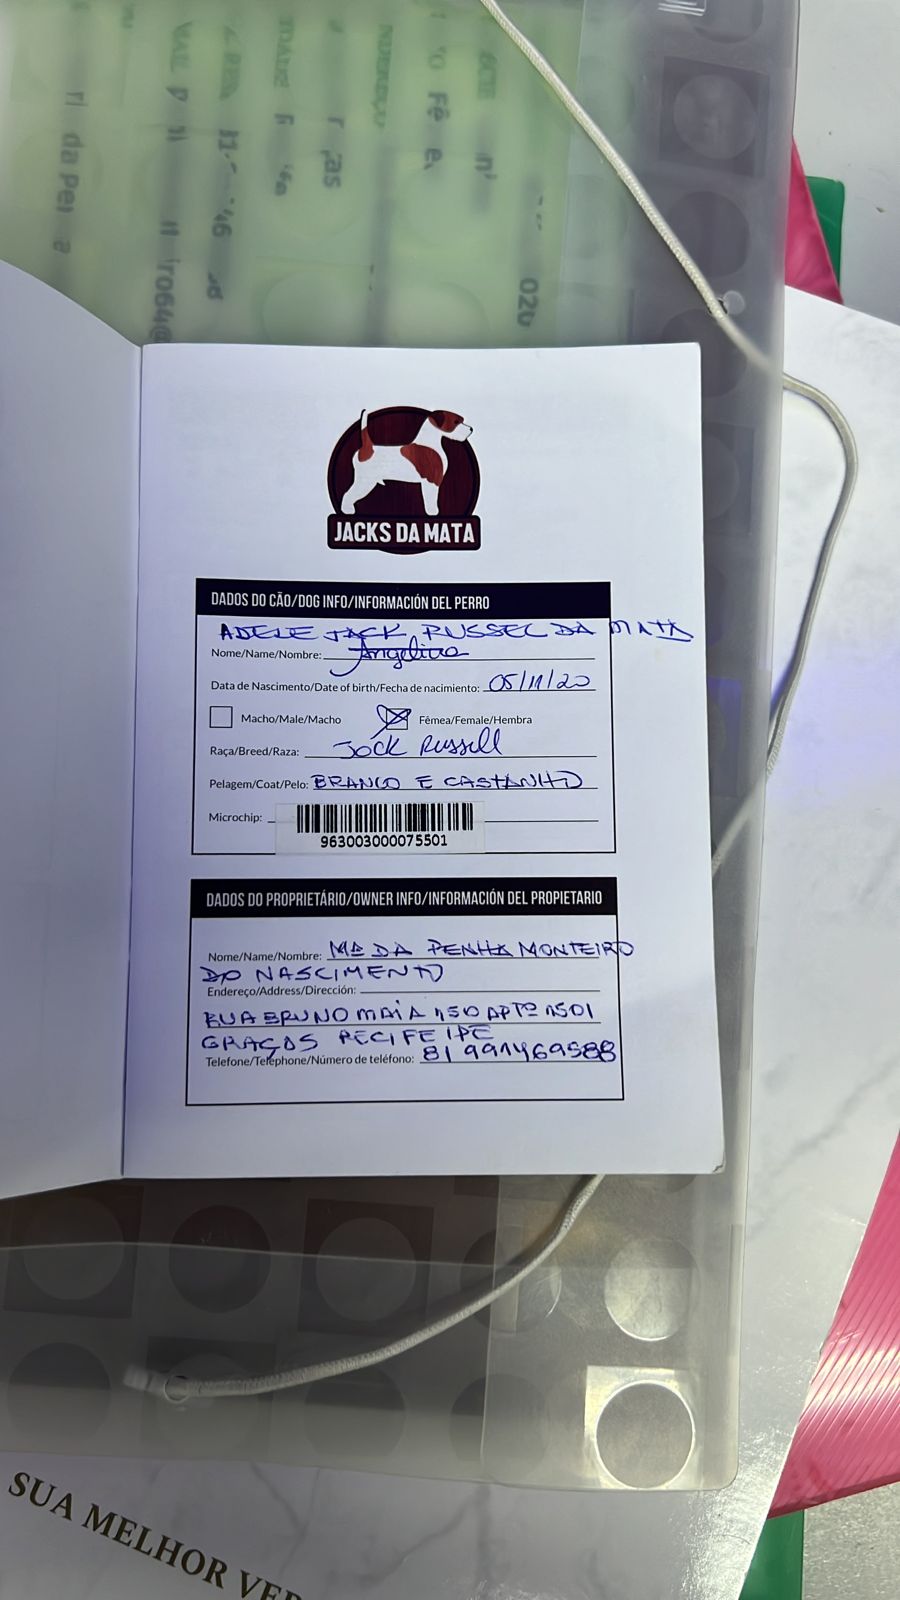 JACKS DA MATA
DADOS DO CÃO/DOG INFO/INFORMACIÓN DEL PERRO
ADELE JACK RUSSEL DA MATA
Nome/Name/Nombre: Angelina
Data de Nascimento/Date of birth/Fecha de nacimiento: 05/11/20
Macho/Male/Macho Fêmea/Female/Hembra
Raça/Breed/Raza: Jack Russell
Pelagem/Coat/Pelo: BRANCO E CASTANHO
Microchip:
963003000075501
DADOS DO PROPRIETÁRIO/OWNER INFO/INFORMACIÓN DEL PROPIETARIO
Nome/Name/Nombre: Mª DA PENHA MONTEIRO
DO NASCIMENTO
Endereço/Address/Dirección:
RUA BRUNO MAIA 150 APTº 1501
GRAÇAS RECIFE /PE
Telefone/Telephone/Número de teléfono: 81 991469588
SUA MELHOR